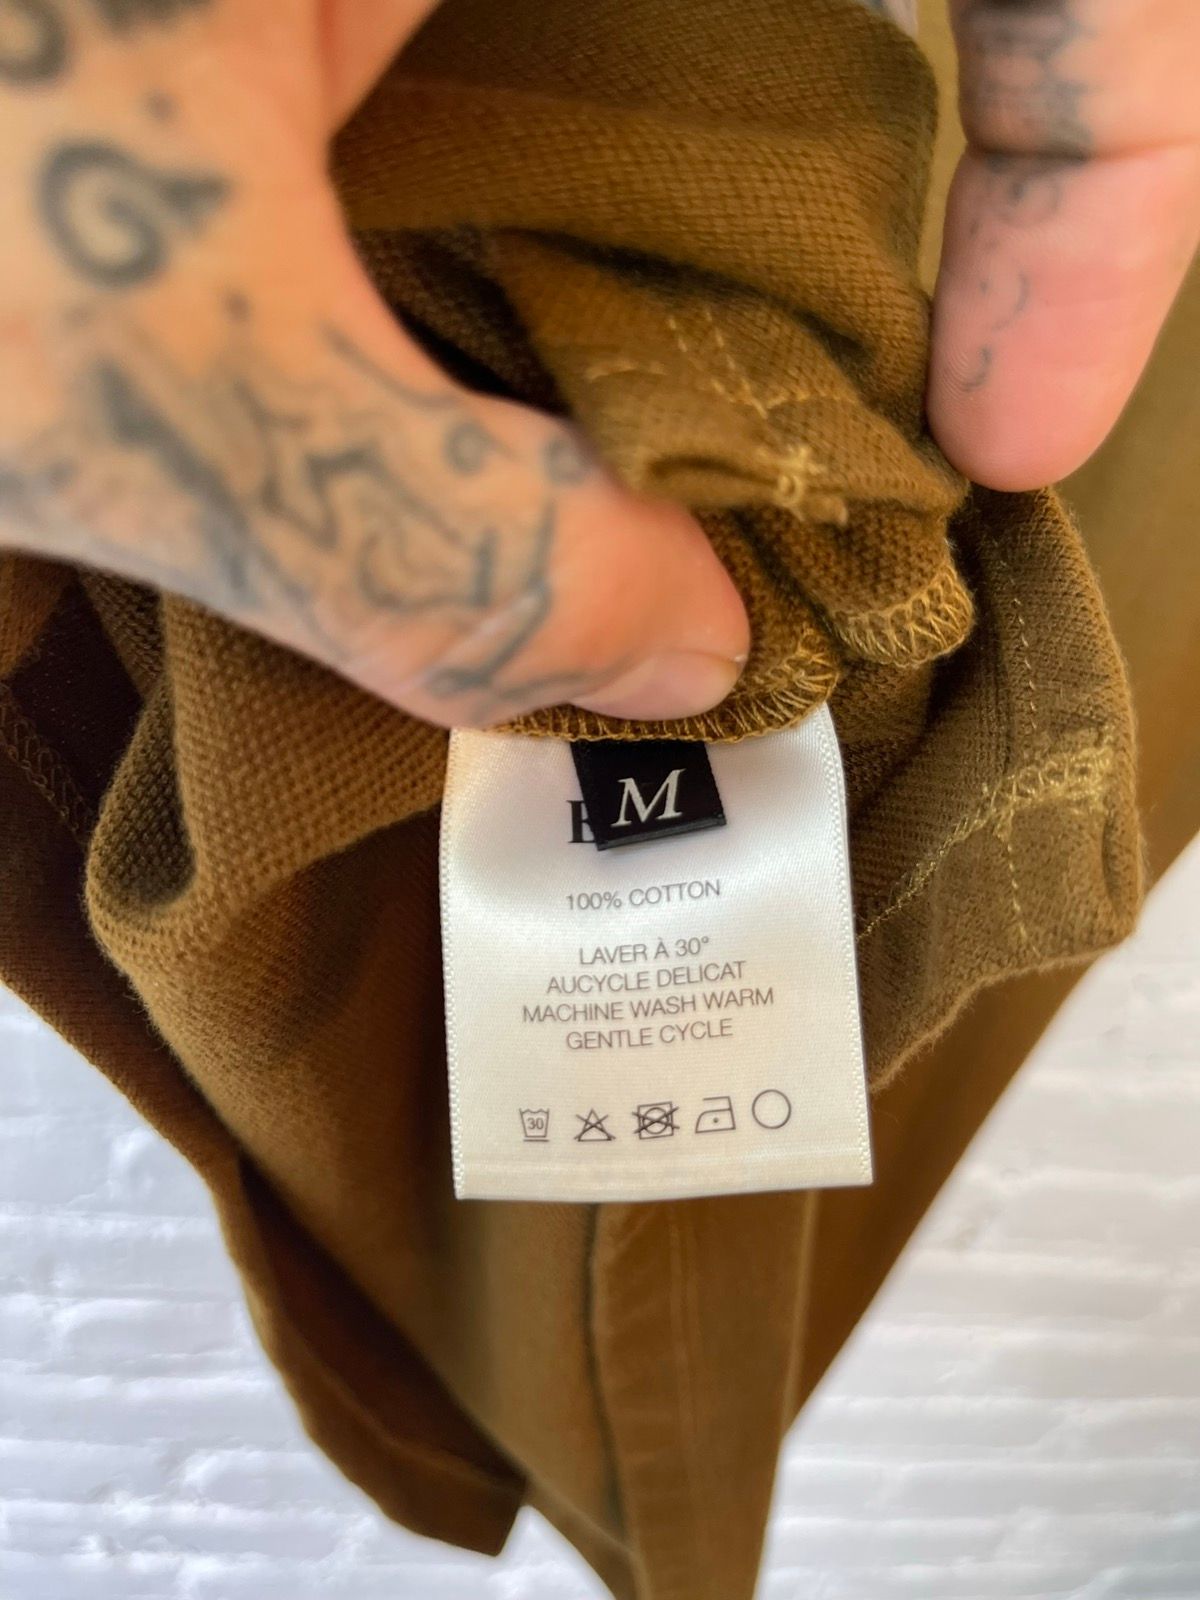 M
100% COTTON
LAVER À 30°
AUCYCLE DELICAT
MACHINE WASH WARM
GENTLE CYCLE
30